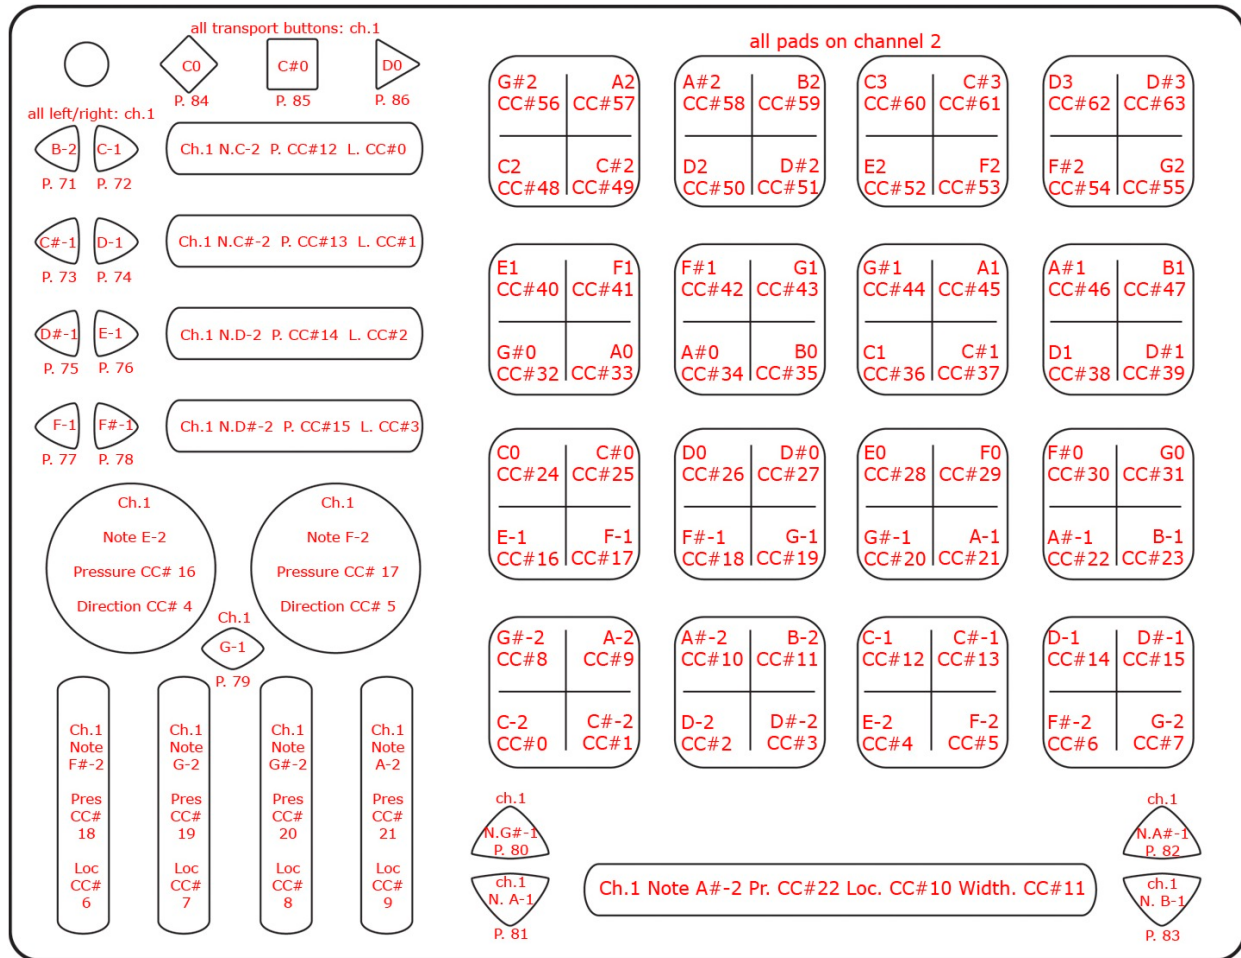 all transport buttons: ch.1
C0
C#0
D0
P. 84
P. 85
P. 86
all left/right: ch.1
B-2
C-1
P. 71
P. 72
Ch.1 N.C-2 P. CC#12 L. CC#0
C#-1
D-1
P. 73
P. 74
Ch.1 N.C#-2 P. CC#13 L. CC#1
D#-1
E-1
P. 75
P. 76
Ch.1 N.D-2 P. CC#14 L. CC#2
F-1
F#-1
P. 77
P. 78
Ch.1 N.D#-2 P. CC#15 L. CC#3
Ch.1
Note E-2
Pressure CC# 16
Direction CC# 4
Ch.1
Note F-2
Pressure CC# 17
Direction CC# 5
Ch.1
G-1
P. 79
Ch.1
Note
F#-2
Pres
CC#
18
Loc
CC#
6
Ch.1
Note
G-2
Pres
CC#
19
Loc
CC#
7
Ch.1
Note
G#-2
Pres
CC#
20
Loc
CC#
8
Ch.1
Note
A-2
Pres
CC#
21
Loc
CC#
9
all pads on channel 2
G#2 A2
CC#56 CC#57
C2 C#2
CC#48 CC#49
A#2 B2
CC#58 CC#59
D2 D#2
CC#50 CC#51
C3 C#3
CC#60 CC#61
E2 F2
CC#52 CC#53
D3 D#3
CC#62 CC#63
F#2 G2
CC#54 CC#55
E1 F1
CC#40 CC#41
G#0 A0
CC#32 CC#33
F#1 G1
CC#42 CC#43
A#0 B0
CC#34 CC#35
G#1 A1
CC#44 CC#45
C1 C#1
CC#36 CC#37
A#1 B1
CC#46 CC#47
D1 D#1
CC#38 CC#39
C0 C#0
CC#24 CC#25
E-1 F-1
CC#16 CC#17
D0 D#0
CC#26 CC#27
F#-1 G-1
CC#18 CC#19
E0 F0
CC#28 CC#29
G#-1 A-1
CC#20 CC#21
F#0 G0
CC#30 CC#31
A#-1 B-1
CC#22 CC#23
G#-2 A-2
CC#8 CC#9
C-2 C#-2
CC#0 CC#1
A#-2 B-2
CC#10 CC#11
D-2 D#-2
CC#2 CC#3
C-1 C#-1
CC#12 CC#13
E-2 F-2
CC#4 CC#5
D-1 D#-1
CC#14 CC#15
F#-2 G-2
CC#6 CC#7
ch.1
N.G#-1
P. 80
ch.1
N. A-1
P. 81
Ch.1 Note A#-2 Pr. CC#22 Loc. CC#10 Width. CC#11
ch.1
N.A#-1
P. 82
ch.1
N. B-1
P. 83